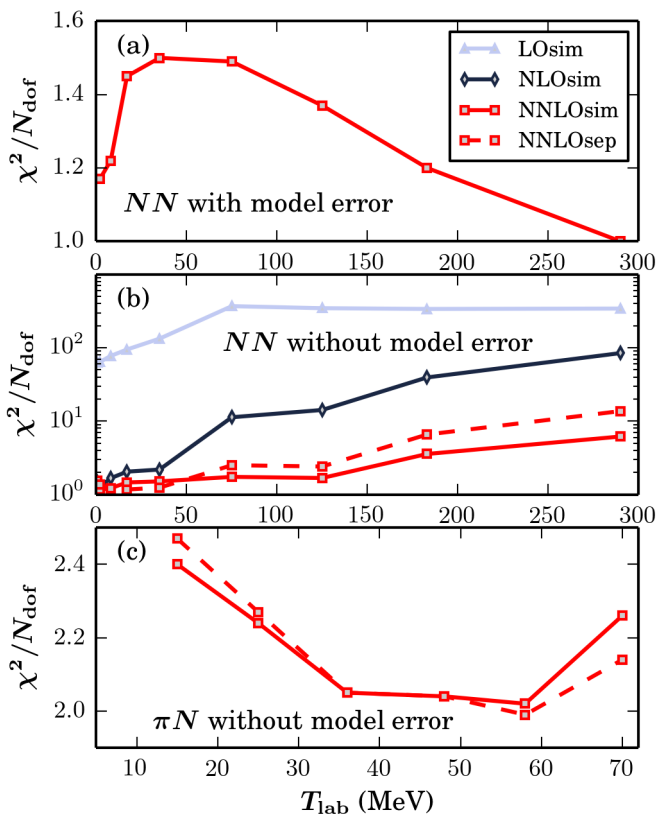 1.6
(a)
LOsim
NLOsim
NNLOsim
NNLOsep
1.4
χ²/N_dof
1.2
NN with model error
1.0
0 50 100 150 200 250 300
(b)
NN without model error
10²
χ²/N_dof
10¹
10⁰
0 50 100 150 200 250 300
(c)
2.4
χ²/N_dof
2.2
2.0
πN without model error
10 20 30 40 50 60 70
T_lab (MeV)